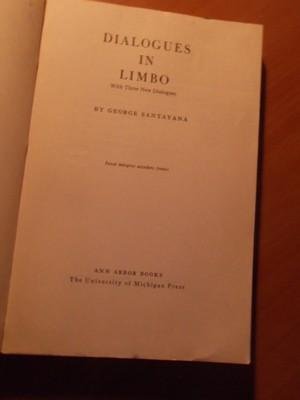 DIALOGUES
IN
LIMBO
With Three New Dialogues
BY GEORGE SANTAYANA
ANN ARBOR BOOKS
The University of Michigan Press